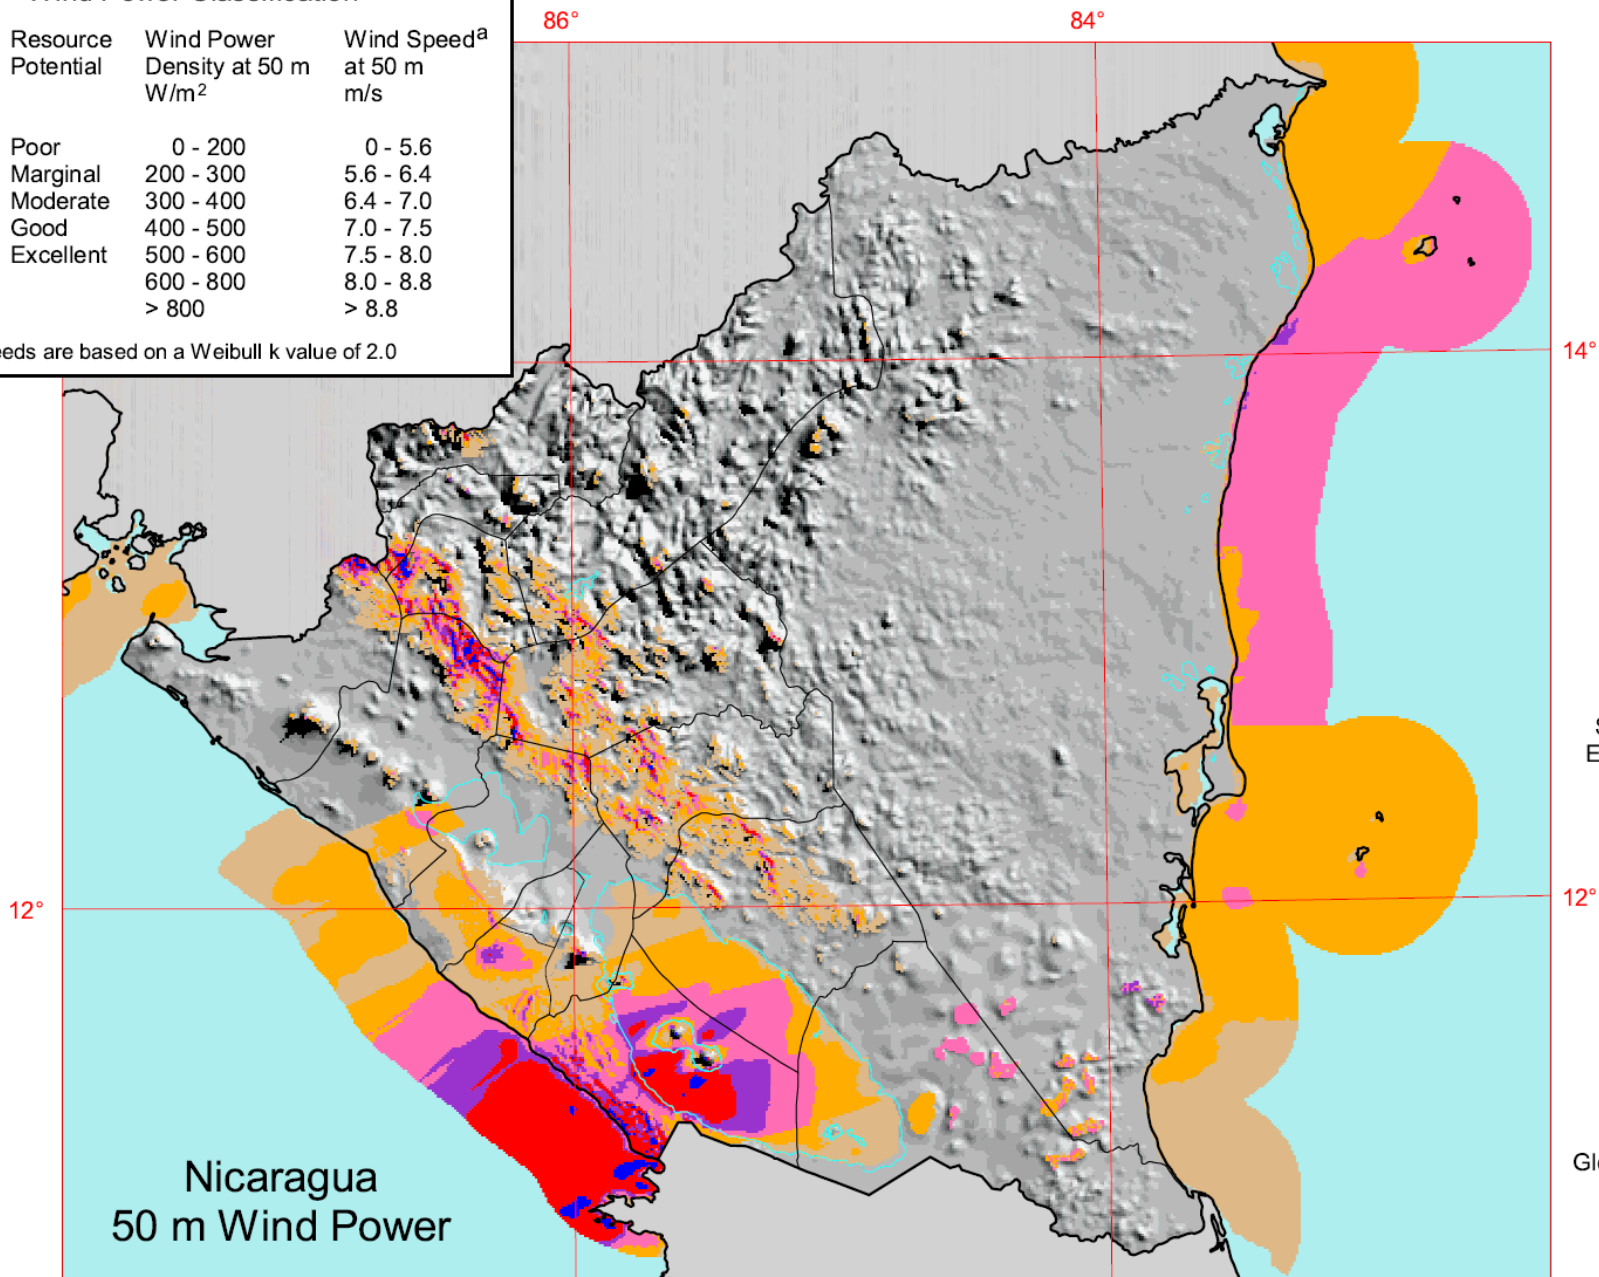 Wind Power Classification
Resource Potential Wind Power Density at 50 m W/m² Wind Speedª at 50 m m/s
Poor 0 - 200 0 - 5.6
Marginal 200 - 300 5.6 - 6.4
Moderate 300 - 400 6.4 - 7.0
Good 400 - 500 7.0 - 7.5
Excellent 500 - 600 7.5 - 8.0
600 - 800 8.0 - 8.8
> 800 > 8.8
eeds are based on a Weibull k value of 2.0
86°
84°
14°
12°
12°
Nicaragua
50 m Wind Power